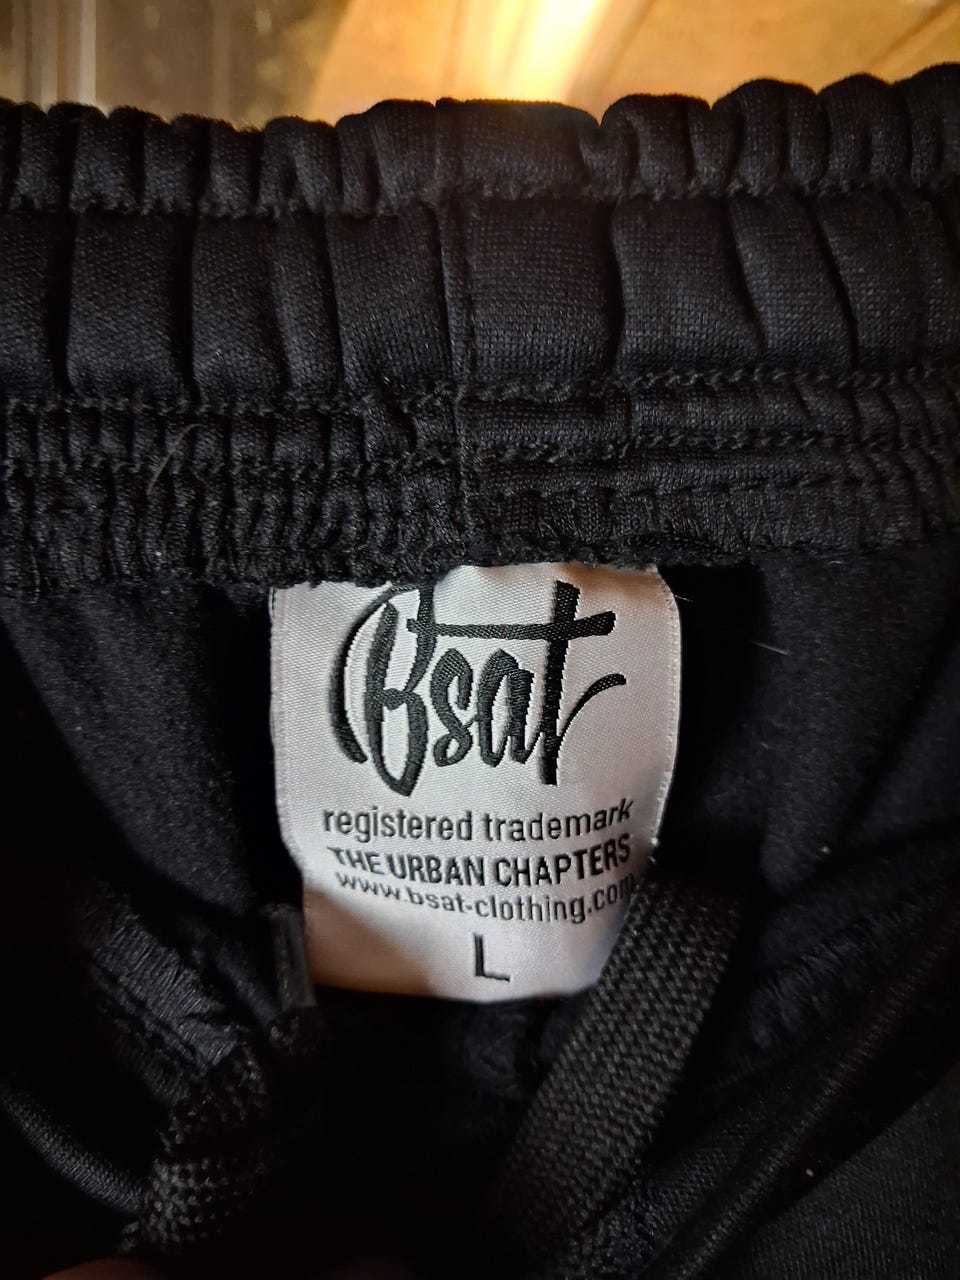 Bsat
registered trademark
THE URBAN CHAPTERS
www.bsat-clothing.com
L